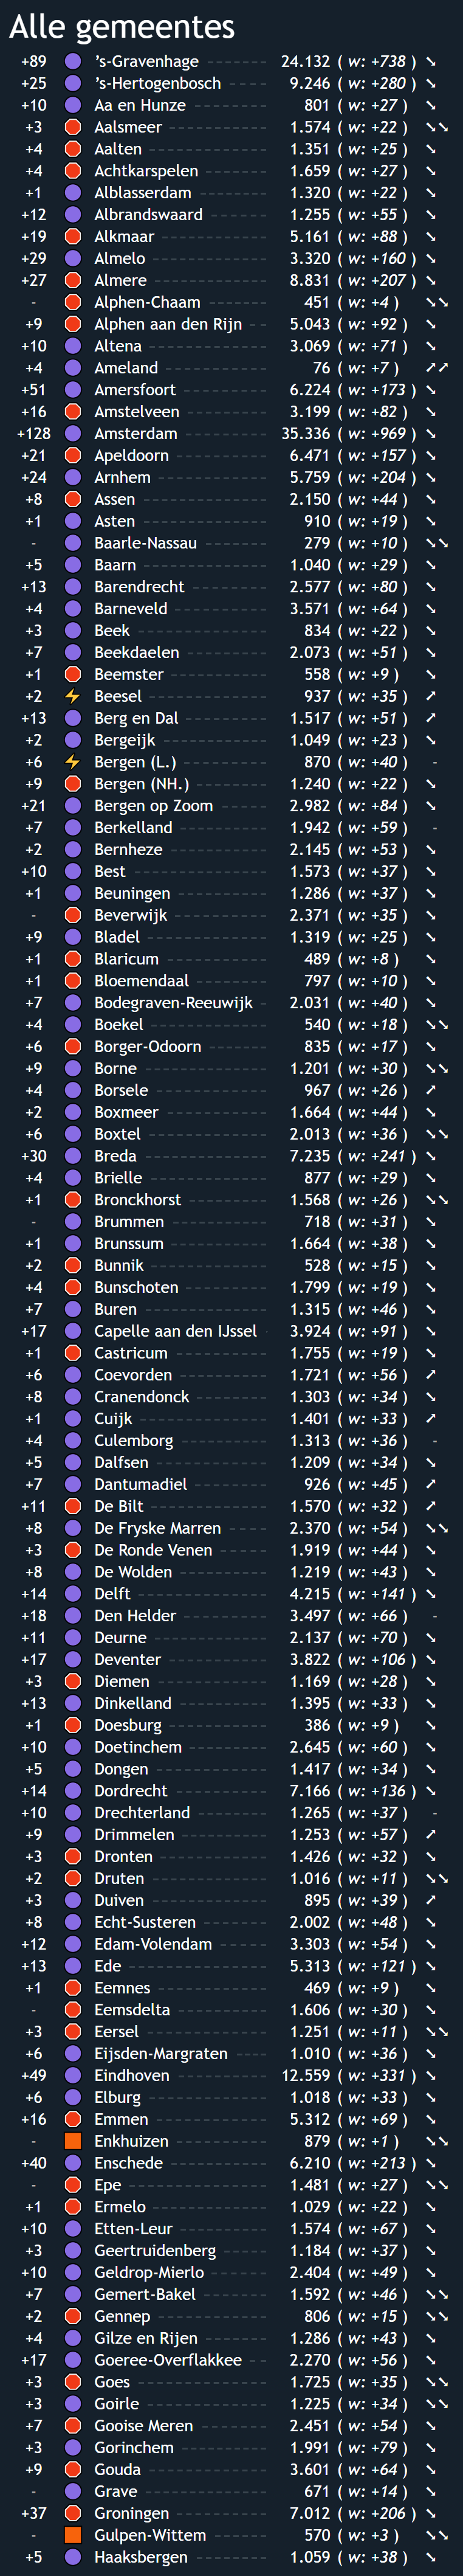 Alle gemeentes
+89 's-Gravenhage 24.132 ( w: +738 )
+25 's-Hertogenbosch 9.246 ( w: +280 )
+10 Aa en Hunze 801 ( w: +27 )
+3 Aalsmeer 1.574 ( w: +22 )
+4 Aalten 1.351 ( w: +25 )
+4 Achtkarspelen 1.659 ( w: +27 )
+1 Alblasserdam 1.320 ( w: +22 )
+12 Albrandswaard 1.255 ( w: +55 )
+19 Alkmaar 5.161 ( w: +88 )
+29 Almelo 3.320 ( w: +160 )
+27 Almere 8.831 ( w: +207 )
- Alphen-Chaam 451 ( w: +4 )
+9 Alphen aan den Rijn 5.043 ( w: +92 )
+10 Altena 3.069 ( w: +71 )
+4 Ameland 76 ( w: +7 )
+51 Amersfoort 6.224 ( w: +173 )
+16 Amstelveen 3.199 ( w: +82 )
+128 Amsterdam 35.336 ( w: +969 )
+21 Apeldoorn 6.471 ( w: +157 )
+24 Arnhem 5.759 ( w: +204 )
+8 Assen 2.150 ( w: +44 )
+1 Asten 910 ( w: +19 )
- Baarle-Nassau 279 ( w: +10 )
+5 Baarn 1.040 ( w: +29 )
+13 Barendrecht 2.577 ( w: +80 )
+4 Barneveld 3.571 ( w: +64 )
+3 Beek 834 ( w: +22 )
+7 Beekdaelen 2.073 ( w: +51 )
+1 Beemster 558 ( w: +9 )
+2 Beesel 937 ( w: +35 )
+13 Berg en Dal 1.517 ( w: +51 )
+2 Bergeijk 1.049 ( w: +23 )
+6 Bergen (L.) 870 ( w: +40 ) -
+9 Bergen (NH.) 1.240 ( w: +22 )
+21 Bergen op Zoom 2.982 ( w: +84 )
+7 Berkelland 1.942 ( w: +59 ) -
+2 Bernheze 2.145 ( w: +53 )
+10 Best 1.573 ( w: +37 )
+1 Beuningen 1.286 ( w: +37 )
- Beverwijk 2.371 ( w: +35 )
+9 Bladel 1.319 ( w: +25 )
+1 Blaricum 489 ( w: +8 )
+1 Bloemendaal 797 ( w: +10 )
+7 Bodegraven-Reeuwijk 2.031 ( w: +40 )
+4 Boekel 540 ( w: +18 )
+6 Borger-Odoorn 835 ( w: +17 )
+9 Borne 1.201 ( w: +30 )
+4 Borsele 967 ( w: +26 )
+2 Boxmeer 1.664 ( w: +44 )
+6 Boxtel 2.013 ( w: +36 )
+30 Breda 7.235 ( w: +241 )
+4 Brielle 877 ( w: +29 )
+1 Bronckhorst 1.568 ( w: +26 )
- Brummen 718 ( w: +31 )
+1 Brunssum 1.664 ( w: +38 )
+2 Bunnik 528 ( w: +15 )
+4 Bunschoten 1.799 ( w: +19 )
+7 Buren 1.315 ( w: +46 )
+17 Capelle aan den IJssel 3.924 ( w: +91 )
+1 Castricum 1.755 ( w: +19 )
+6 Coevorden 1.721 ( w: +56 )
+8 Cranendonck 1.303 ( w: +34 )
+1 Cuijk 1.401 ( w: +33 )
+4 Culemborg 1.313 ( w: +36 ) -
+5 Dalfsen 1.209 ( w: +34 )
+7 Dantumadiel 926 ( w: +45 )
+11 De Bilt 1.570 ( w: +32 )
+8 De Fryske Marren 2.370 ( w: +54 )
+3 De Ronde Venen 1.919 ( w: +44 )
+8 De Wolden 1.219 ( w: +43 )
+14 Delft 4.215 ( w: +141 )
+18 Den Helder 3.497 ( w: +66 ) -
+11 Deurne 2.137 ( w: +70 )
+17 Deventer 3.822 ( w: +106 )
+3 Diemen 1.169 ( w: +28 )
+13 Dinkelland 1.395 ( w: +33 )
+1 Doesburg 386 ( w: +9 )
+10 Doetinchem 2.645 ( w: +60 )
+5 Dongen 1.417 ( w: +34 )
+14 Dordrecht 7.166 ( w: +136 )
+10 Drechterland 1.265 ( w: +37 ) -
+9 Drimmelen 1.253 ( w: +57 )
+3 Dronten 1.426 ( w: +32 )
+2 Druten 1.016 ( w: +11 )
+3 Duiven 895 ( w: +39 )
+8 Echt-Susteren 2.002 ( w: +48 )
+12 Edam-Volendam 3.303 ( w: +54 )
+13 Ede 5.313 ( w: +121 )
+1 Eemnes 469 ( w: +9 )
- Eemsdelta 1.606 ( w: +30 )
+3 Eersel 1.251 ( w: +11 )
+6 Eijsden-Margraten 1.010 ( w: +36 )
+49 Eindhoven 12.559 ( w: +331 )
+6 Elburg 1.018 ( w: +33 )
+16 Emmen 5.312 ( w: +69 )
- Enkhuizen 879 ( w: +1 )
+40 Enschede 6.210 ( w: +213 )
- Epe 1.481 ( w: +27 )
+1 Ermelo 1.029 ( w: +22 )
+10 Etten-Leur 1.574 ( w: +67 )
+3 Geertruidenberg 1.184 ( w: +37 )
+10 Geldrop-Mierlo 2.404 ( w: +49 )
+7 Gemert-Bakel 1.592 ( w: +46 )
+2 Gennep 806 ( w: +15 )
+4 Gilze en Rijen 1.286 ( w: +43 )
+17 Goeree-Overflakkee 2.270 ( w: +56 )
+3 Goes 1.725 ( w: +35 )
+3 Goirle 1.225 ( w: +34 )
+7 Gooise Meren 2.451 ( w: +54 )
+3 Gorinchem 1.991 ( w: +79 )
+9 Gouda 3.601 ( w: +64 )
- Grave 671 ( w: +14 )
+37 Groningen 7.012 ( w: +206 )
- Gulpen-Wittem 570 ( w: +3 )
+5 Haaksbergen 1.059 ( w: +38 )